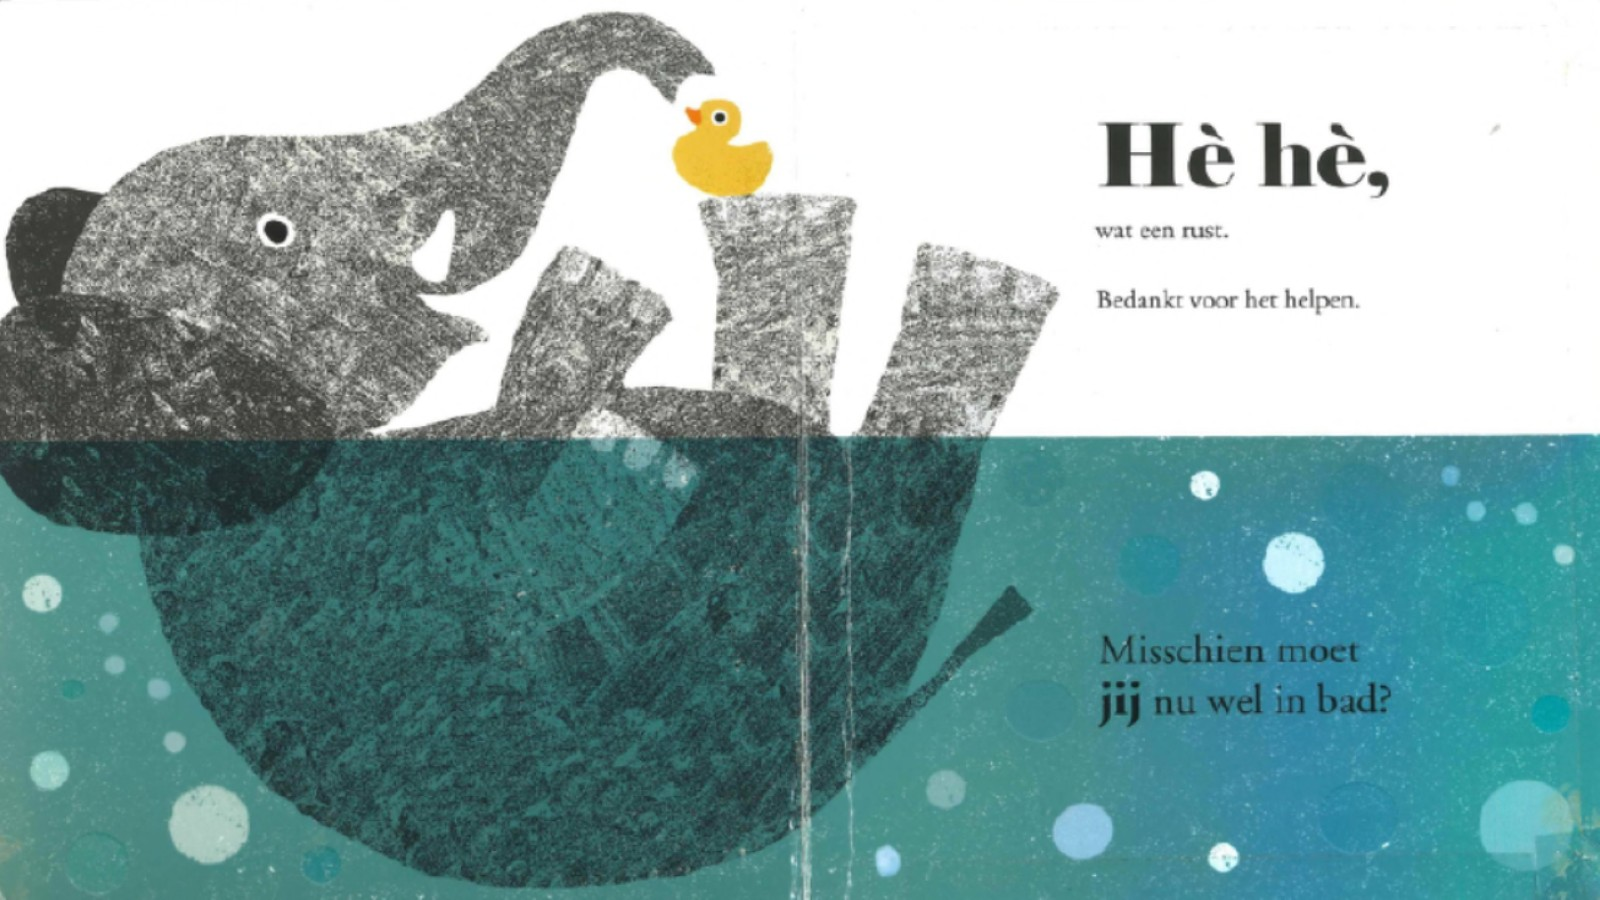 Hè hè,
wat een rust.
Bedankt voor het helpen.
Misschien moet
jij nu wel in bad?